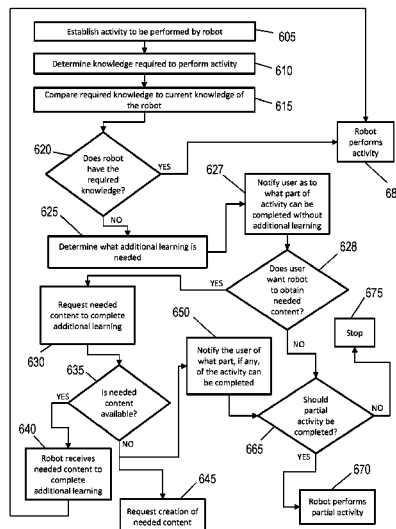 Establish activity to be performed by robot
605
Determine knowledge required to perform activity
610
Compare required knowledge to current knowledge of
the robot
615
620
Does robot
have the
required
knowledge?
YES
NO
Robot
performs
activity
68
625
Determine what additional learning is
needed
627
Notify user as to
what part of
activity can be
completed without
additional learning
628
Does user
want robot
to obtain
needed
content?
YES
NO
Request needed
content to complete
additional learning
630
635
Is needed
content
available?
YES
NO
640
Robot receives
needed content to
complete
additional learning
645
Request creation of
needed content
650
Notify the user of
what part, if any,
of the activity can
be completed
675
Stop
Should
partial
activity be
completed?
665
NO
YES
670
Robot performs
partial activity